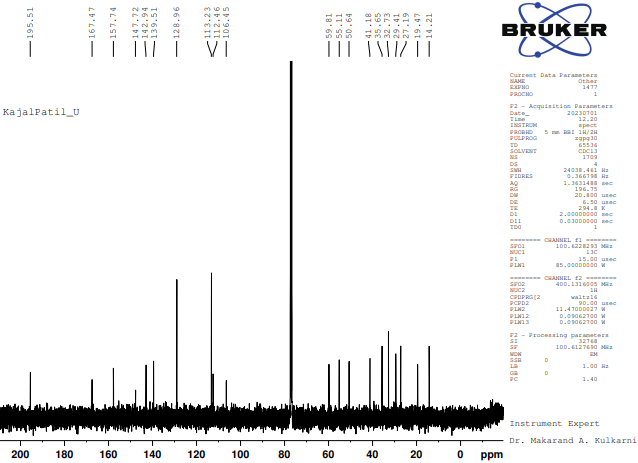 195.51
167.47
157.74
147.72
142.94
139.51
128.96
113.23
112.46
106.45
59.81
55.11
50.64
41.18
35.65
32.73
29.41
27.19
19.47
14.21
BRUKER
KajalPatil_U
Current Data Parameters
NAME Other
EXPNO 1477
PROCNO 1
F2 - Acquisition Parameters
Date_ 20230701
Time 12.20
INSTRUM spect
PROBHD 5 mm BBI 1H/2H
PULPROG zgpg30
TD 65536
SOLVENT CDCl3
NS 1709
DS 4
SWH 24038.461 Hz
FIDRES 0.366798 Hz
AQ 1.3631488 sec
RG 196.75
DW 20.800 usec
DE 6.50 usec
TE 294.8 K
D1 2.00000000 sec
D11 0.03000000 sec
TD0 1
======== CHANNEL f1 ========
SFO1 100.6228293 MHz
NUC1 13C
P1 15.00 usec
PLW1 85.00000000 W
======== CHANNEL f2 ========
SFO2 400.1316005 MHz
NUC2 1H
CPDPRG[2 waltz16
PCPD2 90.00 usec
PLW2 11.47000027 W
PLW12 0.09062700 W
PLW13 0.09062700 W
F2 - Processing parameters
SI 32768
SF 100.6127690 MHz
WDW EM
SSB 0
LB 1.00 Hz
GB 0
PC 1.40
Instrument Expert
Dr. Makarand A. Kulkarni
200 180 160 140 120 100 80 60 40 20 0 ppm